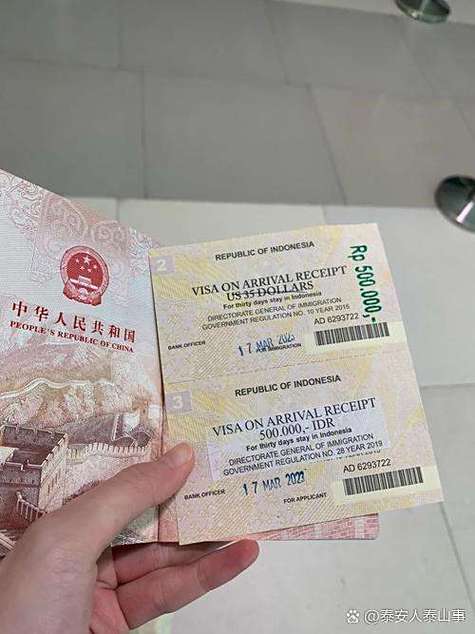 中华人民共和国
PEOPLE'S REPUBLIC OF CHINA
2
REPUBLIC OF INDONESIA
VISA ON ARRIVAL RECEIPT
US 35 DOLLARS
For thirty days stay in Indonesia
DIRECTORATE GENERAL OF IMMIGRATION
GOVERNMENT REGULATION NO. 10 YEAR 2015
AD 6293722
BANK OFFICER
17 MAR 2023
FOR IMMIGRATION
Rp 500.000,-
3
REPUBLIC OF INDONESIA
VISA ON ARRIVAL RECEIPT
500.000,- IDR
For thirty days stay in Indonesia
DIRECTORATE GENERAL OF IMMIGRATION
GOVERNMENT REGULATION NO. 28 YEAR 2019
AD 6293722
BANK OFFICER
17 MAR 2023
FOR APPLICANT
@泰安人泰山事